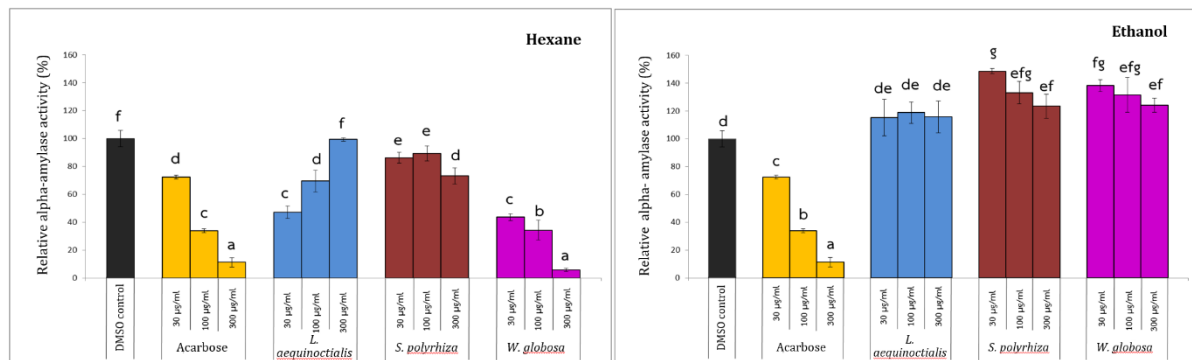 Hexane
Relative alpha-amylase activity (%)
160
140
120
100
80
60
40
20
0
f
d
c
a
c
d
f
e
e
d
c
b
a
DMSO control
30 µg/ml
100 µg/ml
300 µg/ml
30 µg/ml
100 µg/ml
300 µg/ml
30 µg/ml
100 µg/ml
300 µg/ml
30 µg/ml
100 µg/ml
300 µg/ml
Acarbose
L.
aequinoctialis
S. polyrhiza
W. globosa
Ethanol
Relative alpha- amylase activity (%)
160
140
120
100
80
60
40
20
0
d
c
b
a
de
de
de
g
efg
ef
fg
efg
ef
DMSO control
30 µg/ml
100 µg/ml
300 µg/ml
30 µg/ml
100 µg/ml
300 µg/ml
30 µg/ml
100 µg/ml
300 µg/ml
30 µg/ml
100 µg/ml
300 µg/ml
Acarbose
L.
aequinoctialis
S. polyrhiza
W. globosa